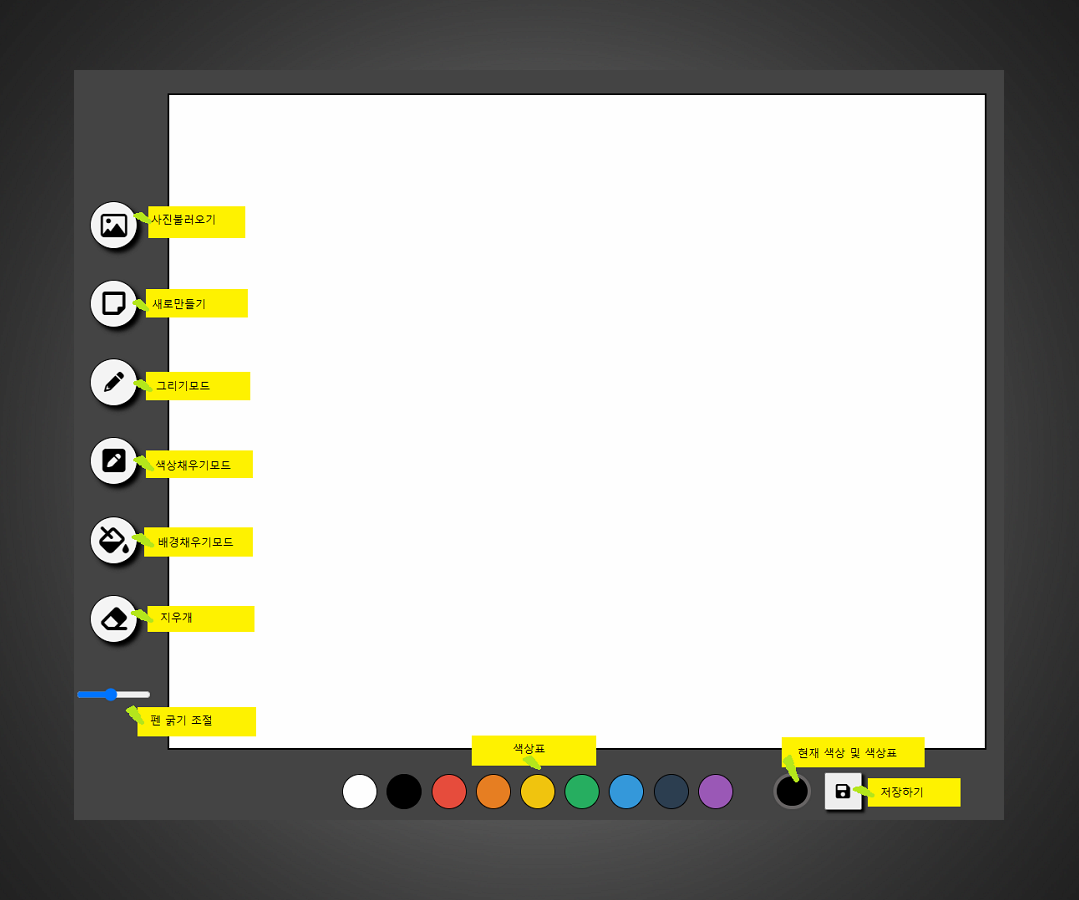 사진불러오기
새로만들기
그리기모드
색상채우기모드
배경채우기모드
지우개
펜 굵기 조절
색상표
현재 색상 및 색상표
저장하기